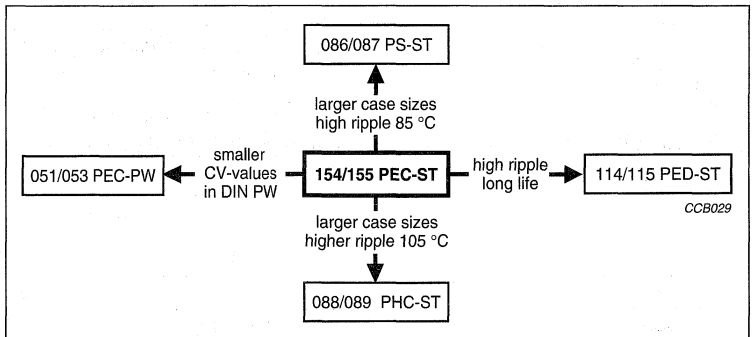 086/087 PS-ST
larger case sizes
high ripple 85 °C
smaller
CV-values
in DIN PW
051/053 PEC-PW
154/155 PEC-ST
high ripple
long life
114/115 PED-ST
CCB029
larger case sizes
higher ripple 105 °C
088/089 PHC-ST